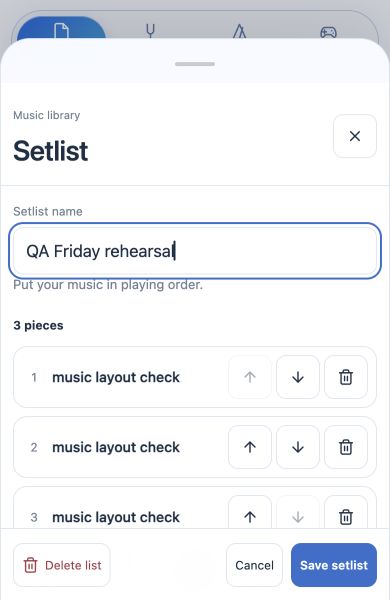 Music library
Setlist
Setlist name
QA Friday rehearsal
Put your music in playing order.
3 pieces
1 music layout check
2 music layout check
3 music layout check
Delete list
Cancel
Save setlist